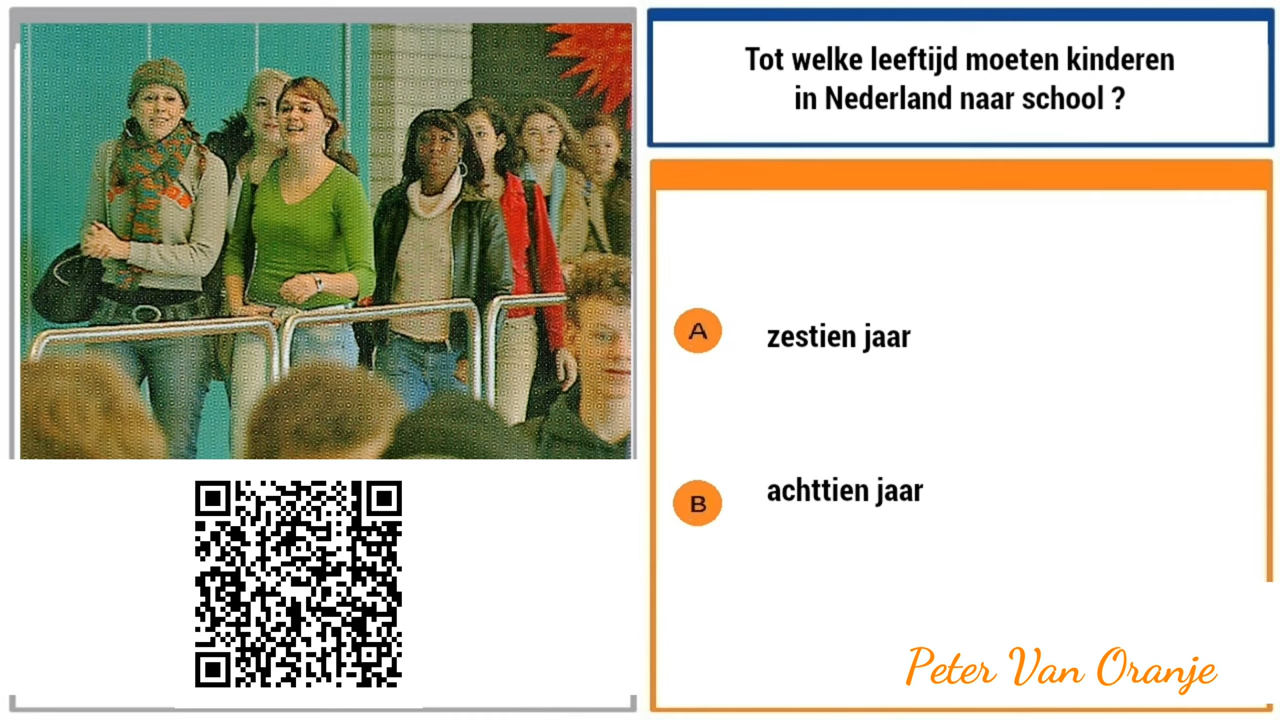 Tot welke leeftijd moeten kinderen
in Nederland naar school ?
A zestien jaar
B achttien jaar
Peter Van Oranje